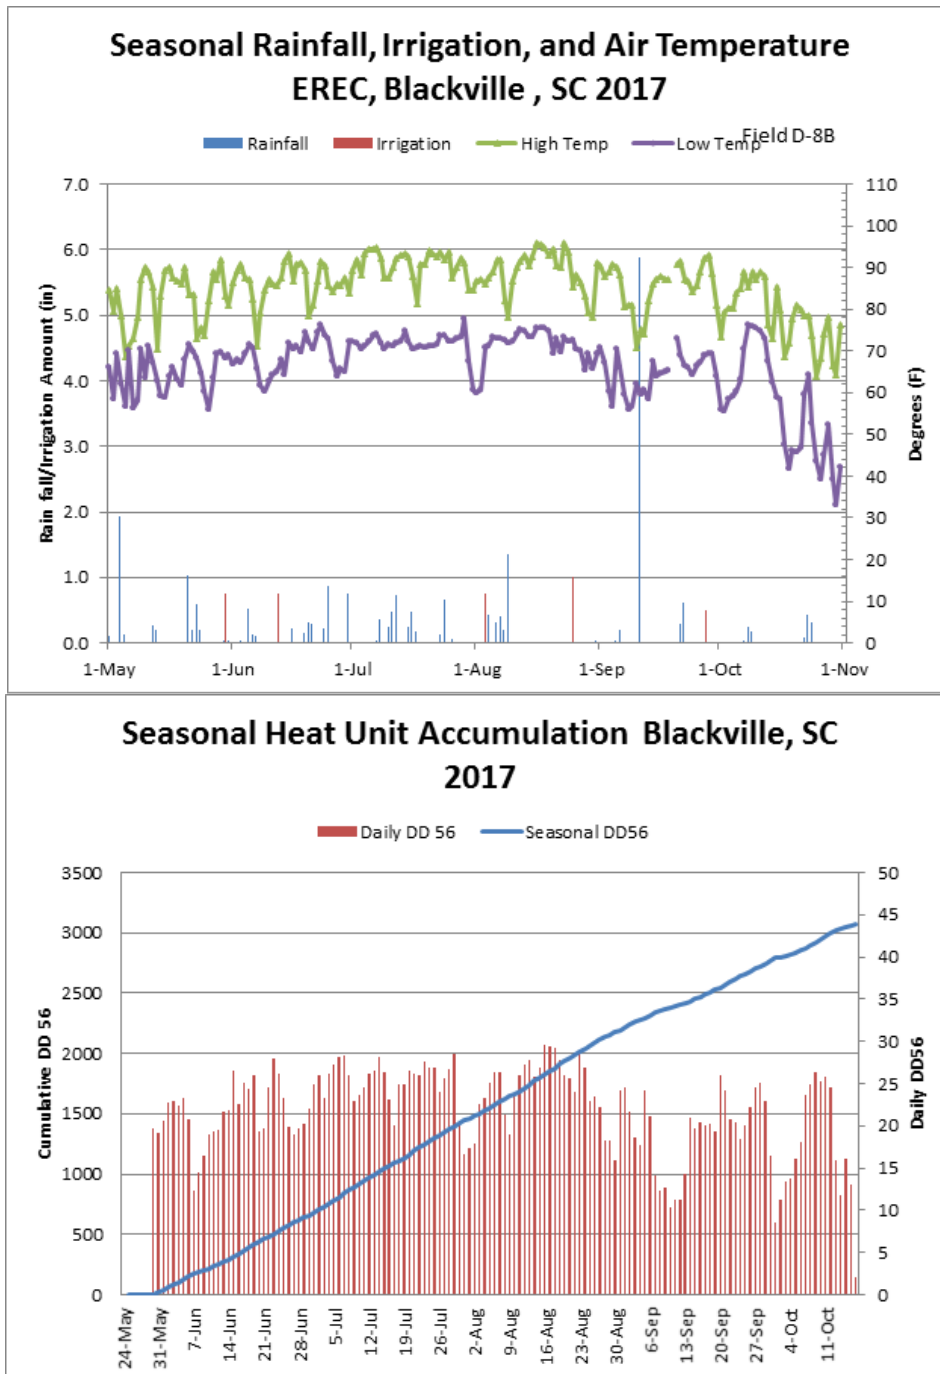 Seasonal Rainfall, Irrigation, and Air Temperature
EREC, Blackville , SC 2017
Field D-8B
Rainfall Irrigation High Temp Low Temp
7.0
6.0
5.0
4.0
3.0
2.0
1.0
0.0
Rain fall/Irrigation Amount (in)
110
100
90
80
70
60
50
40
30
20
10
0
Degrees (F)
1-May 1-Jun 1-Jul 1-Aug 1-Sep 1-Oct 1-Nov
Seasonal Heat Unit Accumulation Blackville, SC
2017
Daily DD 56 Seasonal DD56
3500
3000
2500
2000
1500
1000
500
0
Cumulative DD 56
50
45
40
35
30
25
20
15
10
5
0
Daily DD56
24-May
31-May
7-Jun
14-Jun
21-Jun
28-Jun
5-Jul
12-Jul
19-Jul
26-Jul
2-Aug
9-Aug
16-Aug
23-Aug
30-Aug
6-Sep
13-Sep
20-Sep
27-Sep
4-Oct
11-Oct